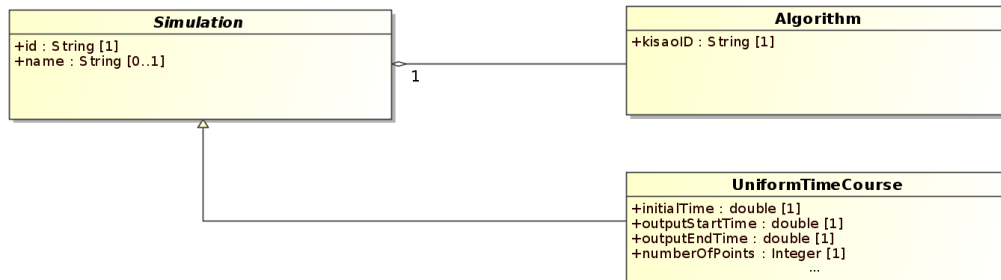 Simulation
+id : String [1]
+name : String [0..1]
1
Algorithm
+kisaoID : String [1]
UniformTimeCourse
+initialTime : double [1]
+outputStartTime : double [1]
+outputEndTime : double [1]
+numberOfPoints : Integer [1]
...